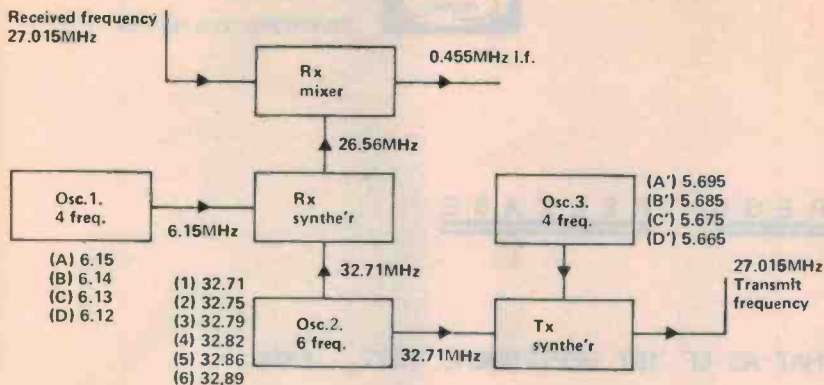 Received frequency
27.015MHz
Rx
mixer
0.455MHz i.f.
26.56MHz
Osc.1.
4 freq.
6.15MHz
Rx
synthe'r
Osc.3.
4 freq.
(A') 5.695
(B') 5.685
(C') 5.675
(D') 5.665
(A) 6.15
(B) 6.14
(C) 6.13
(D) 6.12
32.71MHz
(1) 32.71
(2) 32.75
(3) 32.79
(4) 32.82
(5) 32.86
(6) 32.89
Osc.2.
6 freq.
32.71MHz
Tx
synthe'r
27.015MHz
Transmit
frequency